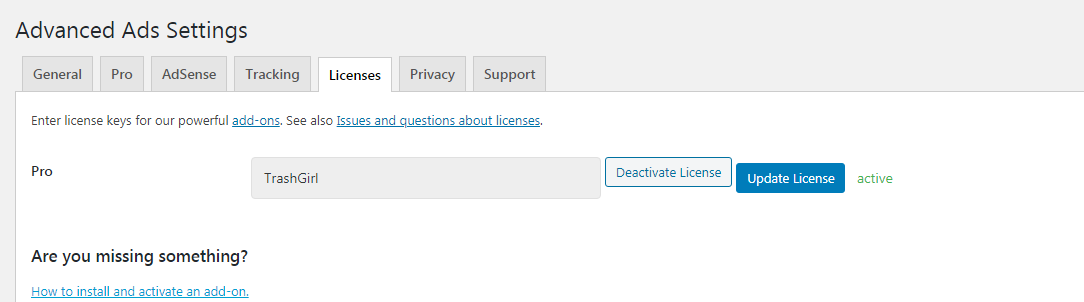 Advanced Ads Settings
General Pro AdSense Tracking Licenses Privacy Support
Enter license keys for our powerful add-ons. See also Issues and questions about licenses.
Pro TrashGirl Deactivate License Update License active
Are you missing something?
How to install and activate an add-on.